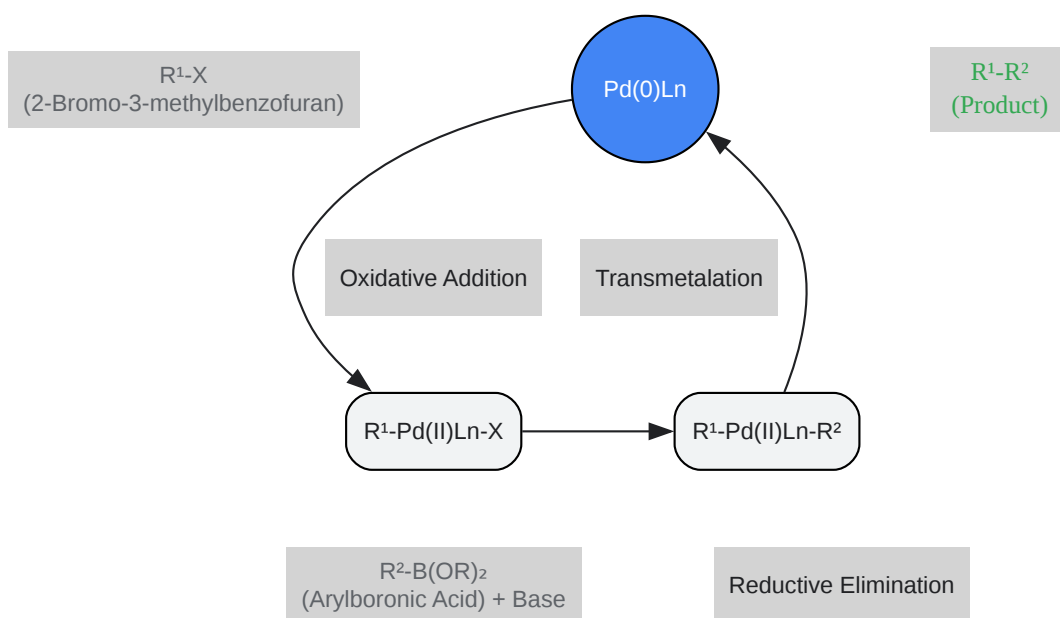 R¹-X
(2-Bromo-3-methylbenzofuran)
Pd(0)Ln
R¹-R²
(Product)
Oxidative Addition
Transmetalation
R¹-Pd(II)Ln-X
R¹-Pd(II)Ln-R²
R²-B(OR)₂
(Arylboronic Acid) + Base
Reductive Elimination